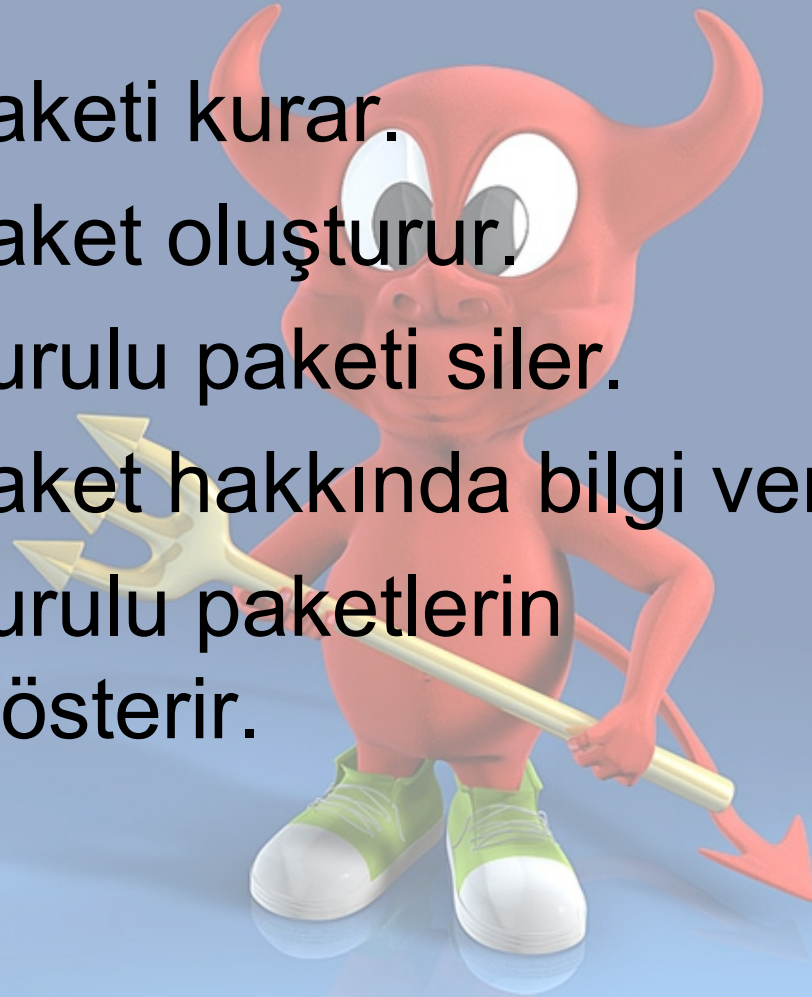 aketi kurar.
aket oluşturur.
urulu paketi siler.
aket hakkında bilgi ver
urulu paketlerin
österir.